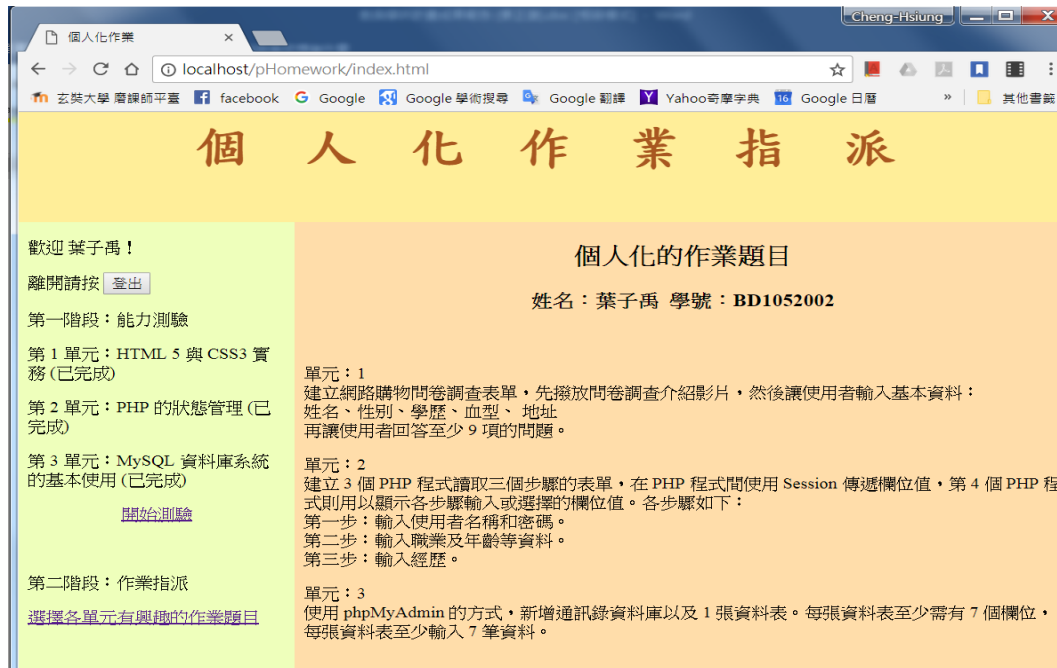 Cheng-Hsiung
個人化作業
localhost/pHomework/index.html
玄奘大學 磨課師平臺 facebook Google Google 學術搜尋 Google 翻譯 Yahoo奇摩字典 16 Google 日曆 » 其他書籤
個人化作業指派
歡迎 葉子禹！
離開請按 登出
第一階段：能力測驗
第 1 單元：HTML 5 與 CSS3 實
務 (已完成)
第 2 單元：PHP 的狀態管理 (已
完成)
第 3 單元：MySQL 資料庫系統
的基本使用 (已完成)
開始測驗
第二階段：作業指派
選擇各單元有興趣的作業題目
個人化的作業題目
姓名：葉子禹 學號：BD1052002
單元：1
建立網路購物問卷調查表單，先撥放問卷調查介紹影片，然後讓使用者輸入基本資料：
姓名、性別、學歷、血型、 地址
再讓使用者回答至少 9 項的問題。
單元：2
建立 3 個 PHP 程式讀取三個步驟的表單，在 PHP 程式間使用 Session 傳遞欄位值，第 4 個 PHP 程
式則用以顯示各步驟輸入或選擇的欄位值。各步驟如下：
第一步：輸入使用者名稱和密碼。
第二步：輸入職業及年齡等資料。
第三步：輸入經歷。
單元：3
使用 phpMyAdmin 的方式，新增通訊錄資料庫以及 1 張資料表。每張資料表至少需有 7 個欄位，
每張資料表至少輸入 7 筆資料。